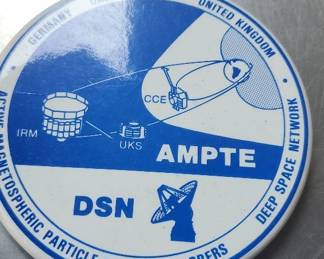 GERMANY
UNITED KINGDOM
CCE
IRM
UKS
AMPTE
DSN
ACTIVE MAGNETOSPHERIC PARTICLE
DEEP SPACE NETWORK